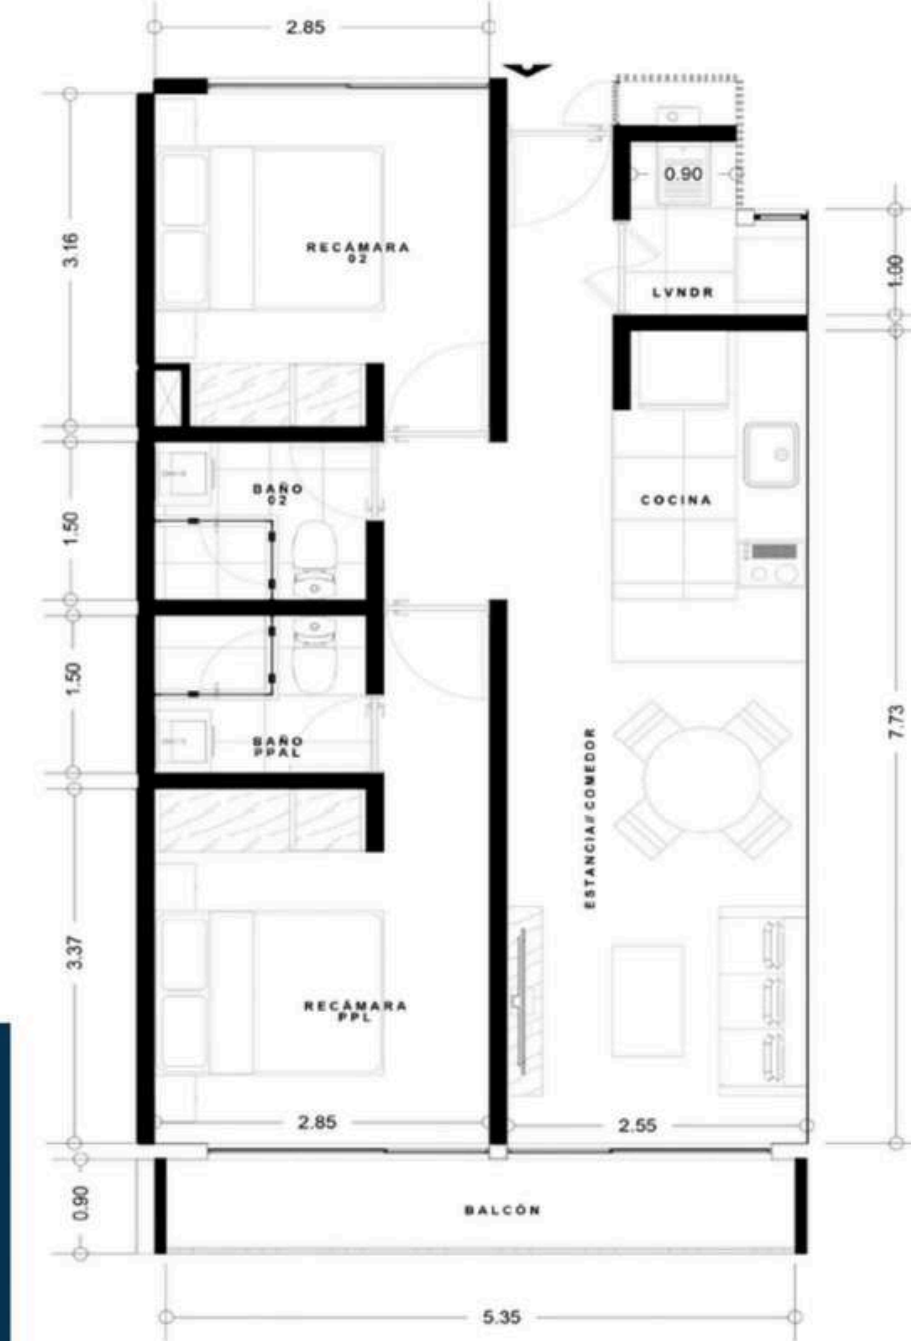 2.85
3.16
0.90
RECÁMARA
02
1.00
LVNDR
BAÑO
02
COCINA
1.50
1.50
BAÑO
PPAL
ESTANCIA//COMEDOR
7.73
3.37
RECÁMARA
PPL
2.85
2.55
0.90
BALCÓN
5.35